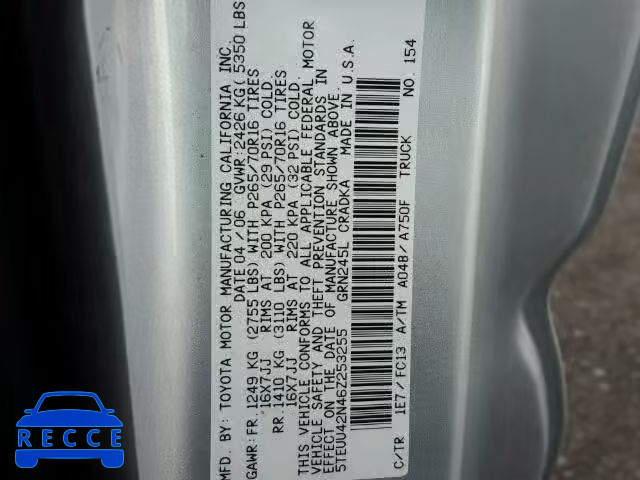 MFD. BY: TOYOTA MOTOR MANUFACTURING CALIFORNIA INC.
DATE 04 / 06 GVWR: 2426 KG ( 5350 LBS
GAWR: FR. 1249 KG (2755 LBS) WITH P265/70R16 TIRES
16X7JJ RIMS AT 200 KPA (29 PSI) COLD.
RR. 1410 KG (3110 LBS) WITH P265/70R16 TIRES
16X7JJ RIMS AT 220 KPA (32 PSI) COLD.
THIS VEHICLE CONFORMS TO ALL APPLICABLE FEDERAL MOTOR
VEHICLE SAFETY AND THEFT PREVENTION STANDARDS IN
EFFECT ON THE DATE OF MANUFACTURE SHOWN ABOVE.
5TEUU42N46Z253255 GRN245L CRADKA MADE IN U.S.A.
C/TR 1E7/FC13 A/TM A04B/A750F TRUCK NO. 154
RECCE